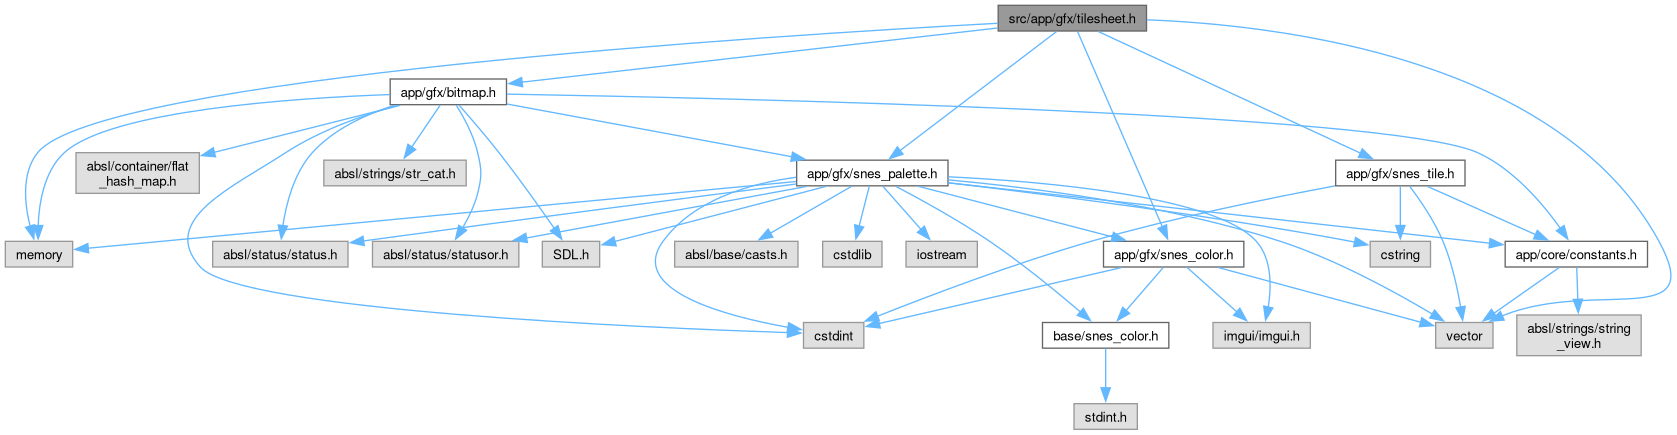 src/app/gfx/tilesheet.h
app/gfx/bitmap.h
absl/container/flat
_hash_map.h
absl/strings/str_cat.h
app/gfx/snes_palette.h
app/gfx/snes_tile.h
memory
absl/status/status.h
absl/status/statusor.h
SDL.h
absl/base/casts.h
cstdlib
iostream
app/gfx/snes_color.h
cstring
app/core/constants.h
cstdint
base/snes_color.h
imgui/imgui.h
vector
absl/strings/string
_view.h
stdint.h